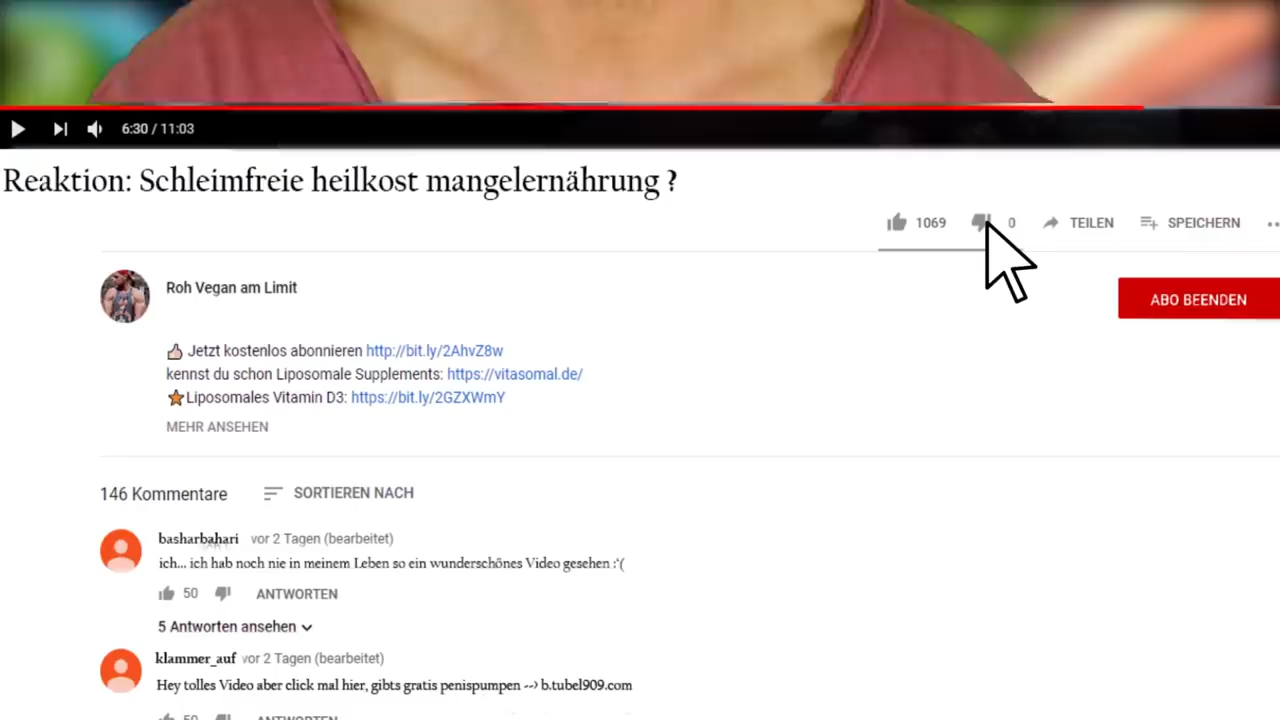 6:30 / 11:03
Reaktion: Schleimfreie heilkost mangelernährung ?
1069 0 TEILEN SPEICHERN
Roh Vegan am Limit
ABO BEENDEN
Jetzt kostenlos abonnieren http://bit.ly/2AhvZ8w
kennst du schon Liposomale Supplements: https://vitasomal.de/
Liposomales Vitamin D3: https://bit.ly/2GZXWmY
MEHR ANSEHEN
146 Kommentare SORTIEREN NACH
basharbahari vor 2 Tagen (bearbeitet)
ich... ich hab noch nie in meinem Leben so ein wunderschönes Video gesehen :'(
50 ANTWORTEN
5 Antworten ansehen
klammer_auf vor 2 Tagen (bearbeitet)
Hey tolles Video aber click mal hier, gibts gratis penispumpen --> b.tubel909.com
50 ANTWORTEN